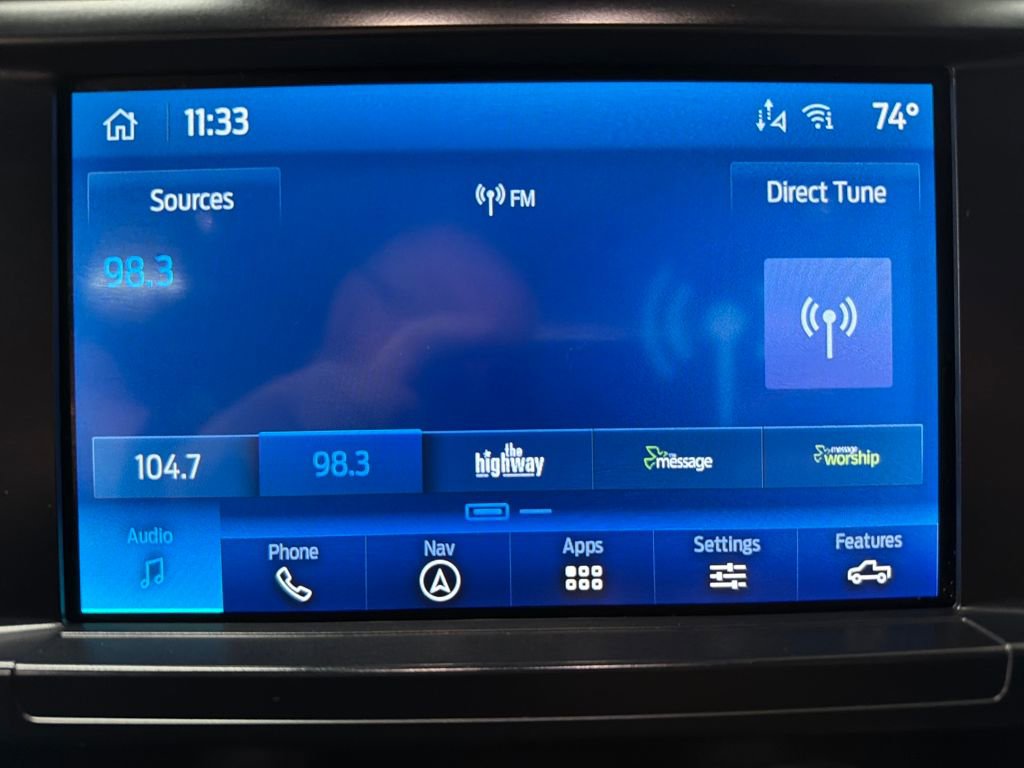 11:33
74°
Sources
FM
Direct Tune
98.3
104.7
98.3
the highway
message
message worship
Audio
Phone
Nav
Apps
Settings
Features